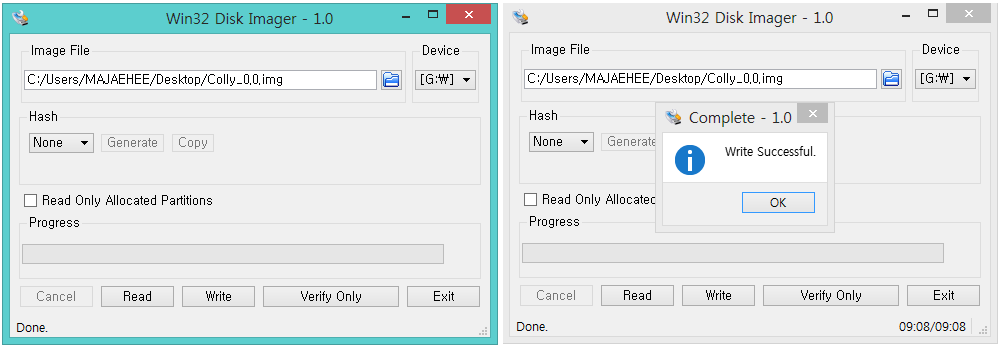 Win32 Disk Imager - 1.0
Image File
Device
C:/Users/MAJAEHEE/Desktop/Colly_0.0.img
[G:₩]
Hash
None
Generate
Copy
Read Only Allocated Partitions
Progress
Cancel
Read
Write
Verify Only
Exit
Done.
Win32 Disk Imager - 1.0
Image File
Device
C:/Users/MAJAEHEE/Desktop/Colly_0.0.img
[G:₩]
Hash
None
Generate
Complete - 1.0
Write Successful.
OK
Read Only Allocated
Progress
Cancel
Read
Write
Verify Only
Exit
Done.
09:08/09:08